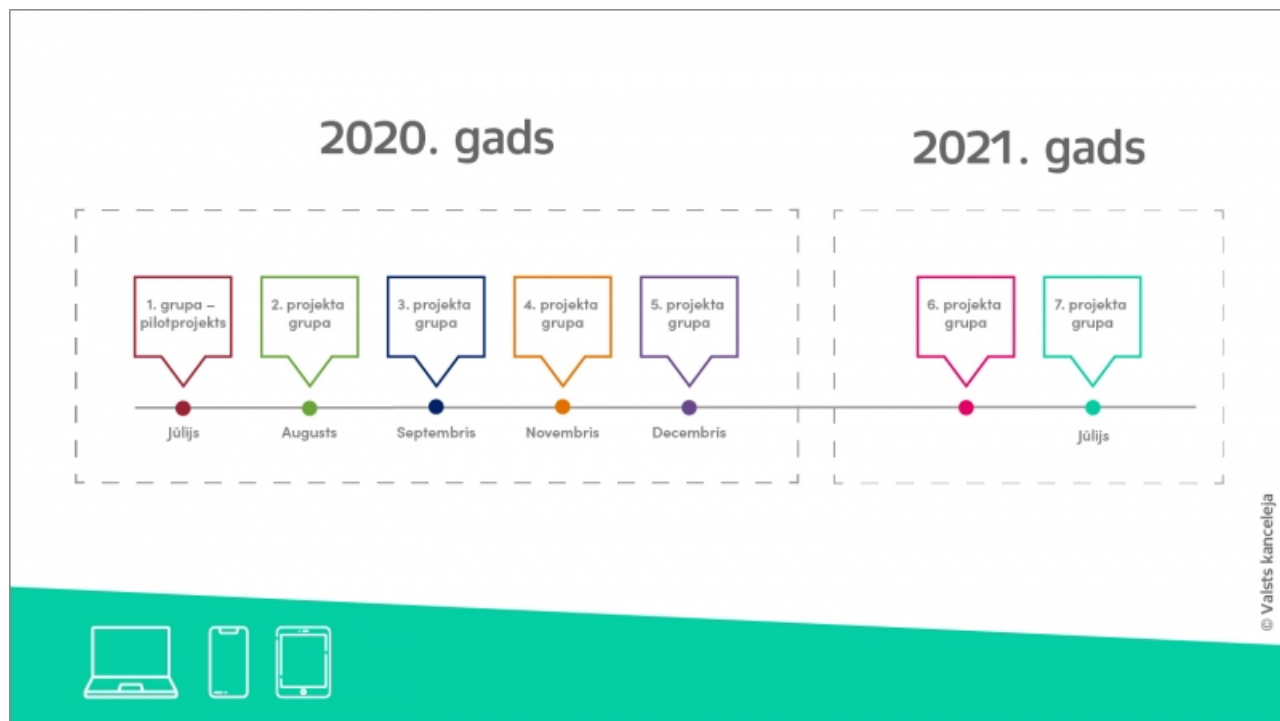 2020. gads
2021. gads
1. grupa –
pilotprojekts
2. projekta
grupa
3. projekta
grupa
4. projekta
grupa
5. projekta
grupa
6. projekta
grupa
7. projekta
grupa
Jūlijs
Augusts
Septembris
Novembris
Decembris
Jūlijs
© Valsts kanceleja